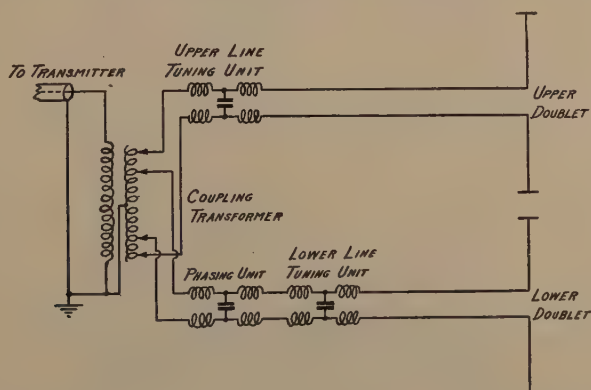 UPPER LINE
TUNING UNIT
TO TRANSMITTER
UPPER
DOUBLET
COUPLING
TRANSFORMER
PHASING UNIT
LOWER LINE
TUNING UNIT
LOWER
DOUBLET